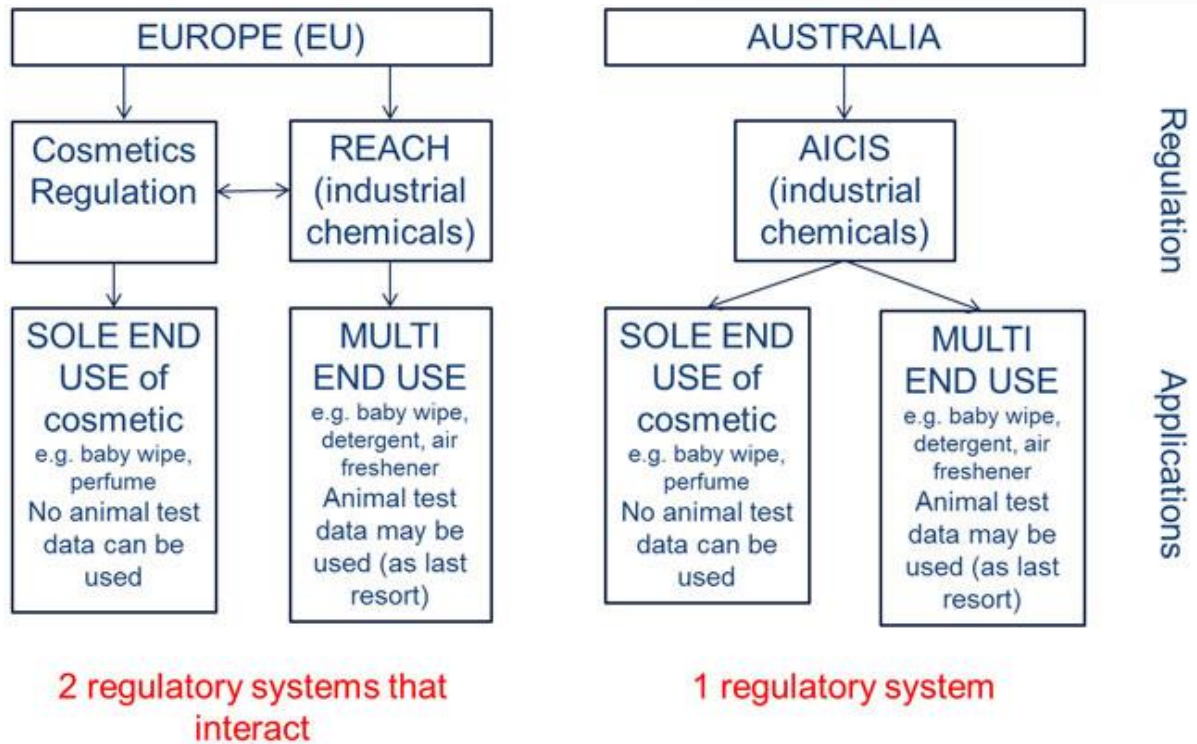 EUROPE (EU)
Cosmetics
Regulation
REACH
(industrial
chemicals)
SOLE END
USE of
cosmetic
e.g. baby wipe,
perfume
No animal test
data can be
used
MULTI
END USE
e.g. baby wipe,
detergent, air
freshener
Animal test
data may be
used (as last
resort)
2 regulatory systems that
interact
AUSTRALIA
AICIS
(industrial
chemicals)
SOLE END
USE of
cosmetic
e.g. baby wipe,
perfume
No animal test
data can be
used
MULTI
END USE
e.g. baby wipe,
detergent, air
freshener
Animal test
data may be
used (as last
resort)
1 regulatory system
Regulation
Applications